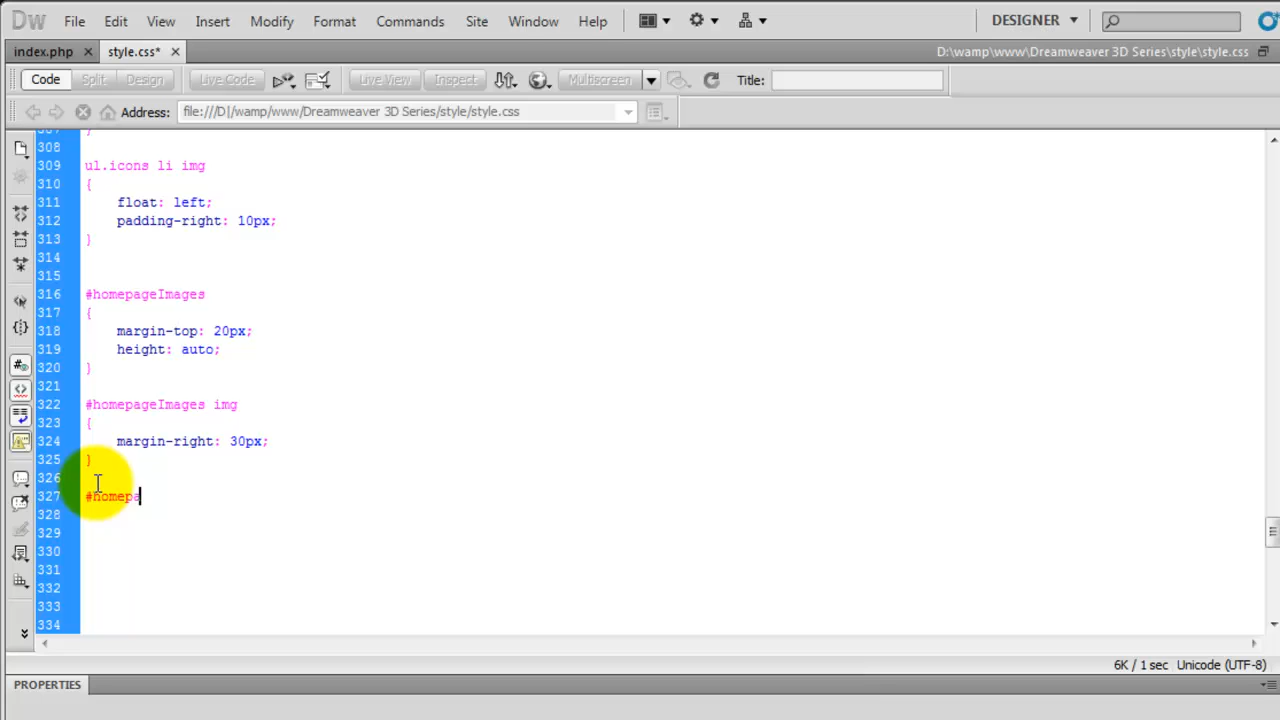 Dw File Edit View Insert Modify Format Commands Site Window Help DESIGNER
index.php style.css* D:\wamp\www\Dreamweaver 3D Series\style\style.css
Code Split Design Live Code Live View Inspect Multiscreen Title:
Address: file:///D|/wamp/www/Dreamweaver 3D Series/style/style.css
308
309 ul.icons li img
310 {
311 float: left;
312 padding-right: 10px;
313 }
314
315
316 #homepageImages
317 {
318 margin-top: 20px;
319 height: auto;
320 }
321
322 #homepageImages img
323 {
324 margin-right: 30px;
325 }
326
327 #homepa
328
329
330
331
332
333
334
6K / 1 sec Unicode (UTF-8)
PROPERTIES